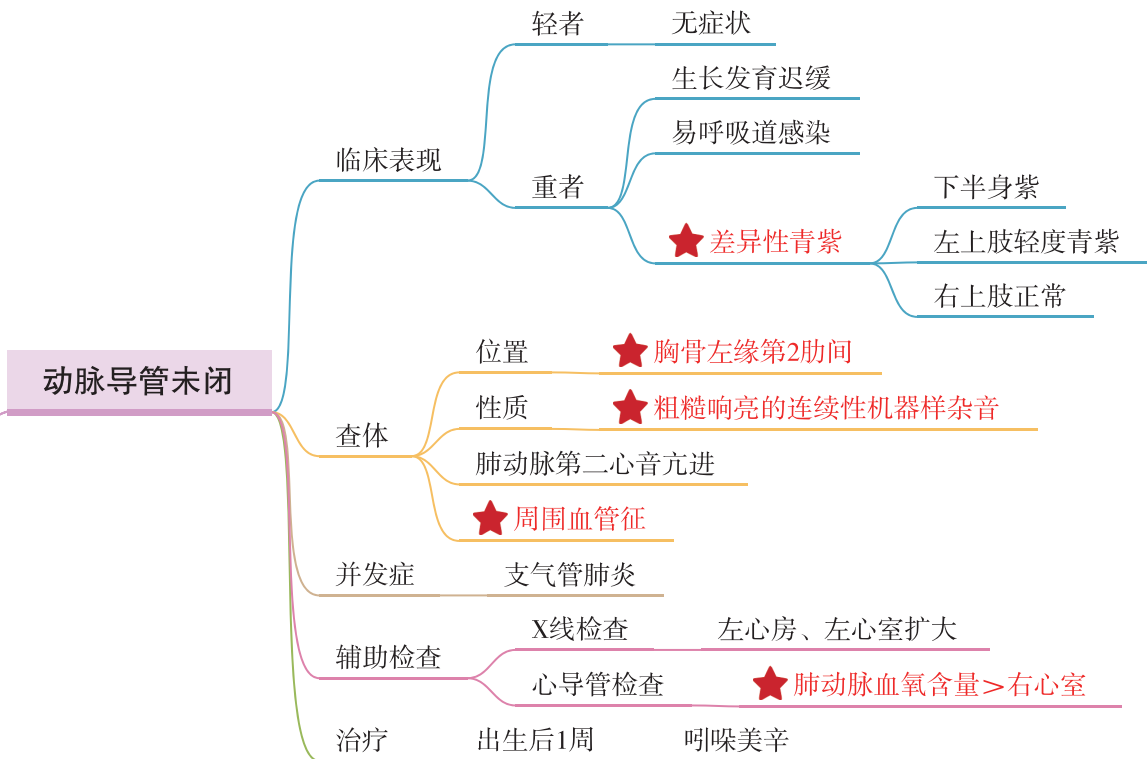 轻者
无症状
生长发育迟缓
易呼吸道感染
临床表现
重者
下半身紫
差异性青紫
左上肢轻度青紫
右上肢正常
位置
胸骨左缘第2肋间
动脉导管未闭
性质
粗糙响亮的连续性机器样杂音
查体
肺动脉第二心音亢进
周围血管征
并发症
支气管肺炎
X线检查
左心房、左心室扩大
辅助检查
心导管检查
肺动脉血氧含量>右心室
治疗
出生后1周
吲哚美辛